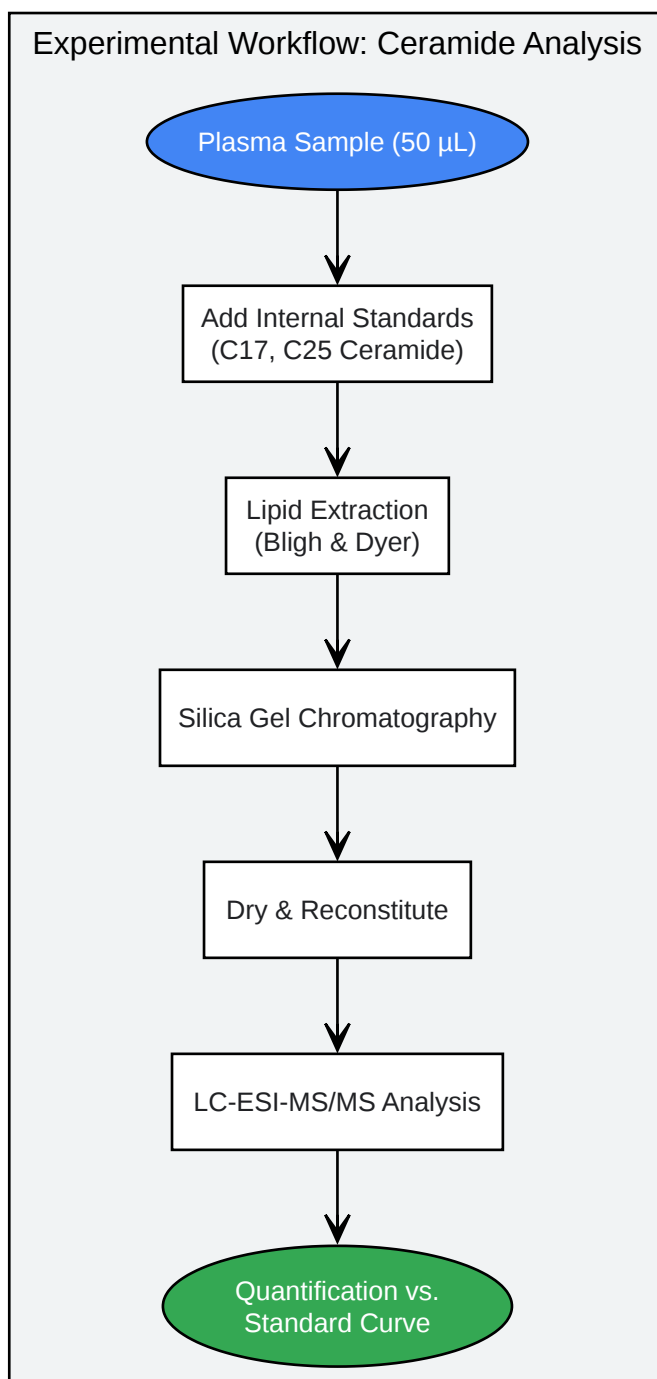 Experimental Workflow: Ceramide Analysis
Plasma Sample (50 µL)
Add Internal Standards
(C17, C25 Ceramide)
Lipid Extraction
(Bligh & Dyer)
Silica Gel Chromatography
Dry & Reconstitute
LC-ESI-MS/MS Analysis
Quantification vs.
Standard Curve